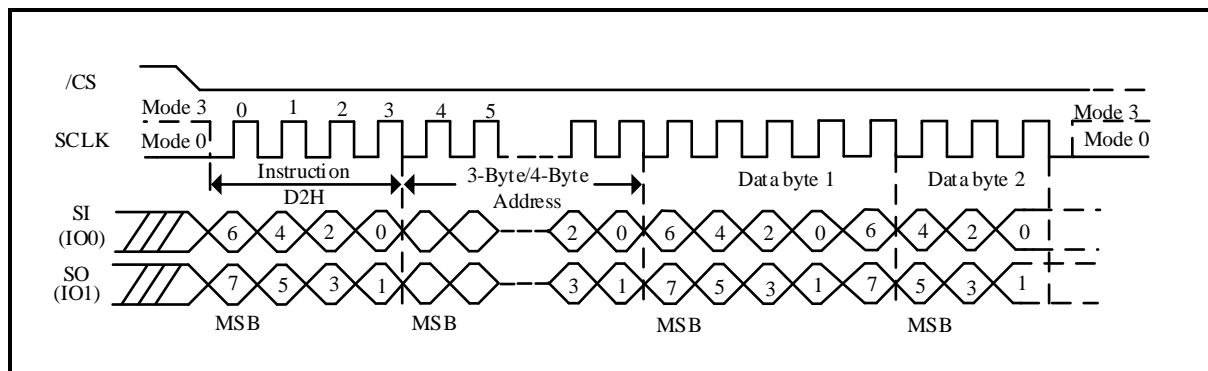 /CS
Mode 3 0 1 2 3 4 5 Mode 3
SCLK Mode 0 Mode 0
Instruction 3-Byte/4-Byte Data byte 1 Data byte 2
D2H Address
SI 6 4 2 0 2 0 6 4 2 0 6 4 2 0
(IO0)
SO 7 5 3 1 3 1 7 5 3 1 7 5 3 1
(IO1)
MSB MSB MSB MSB